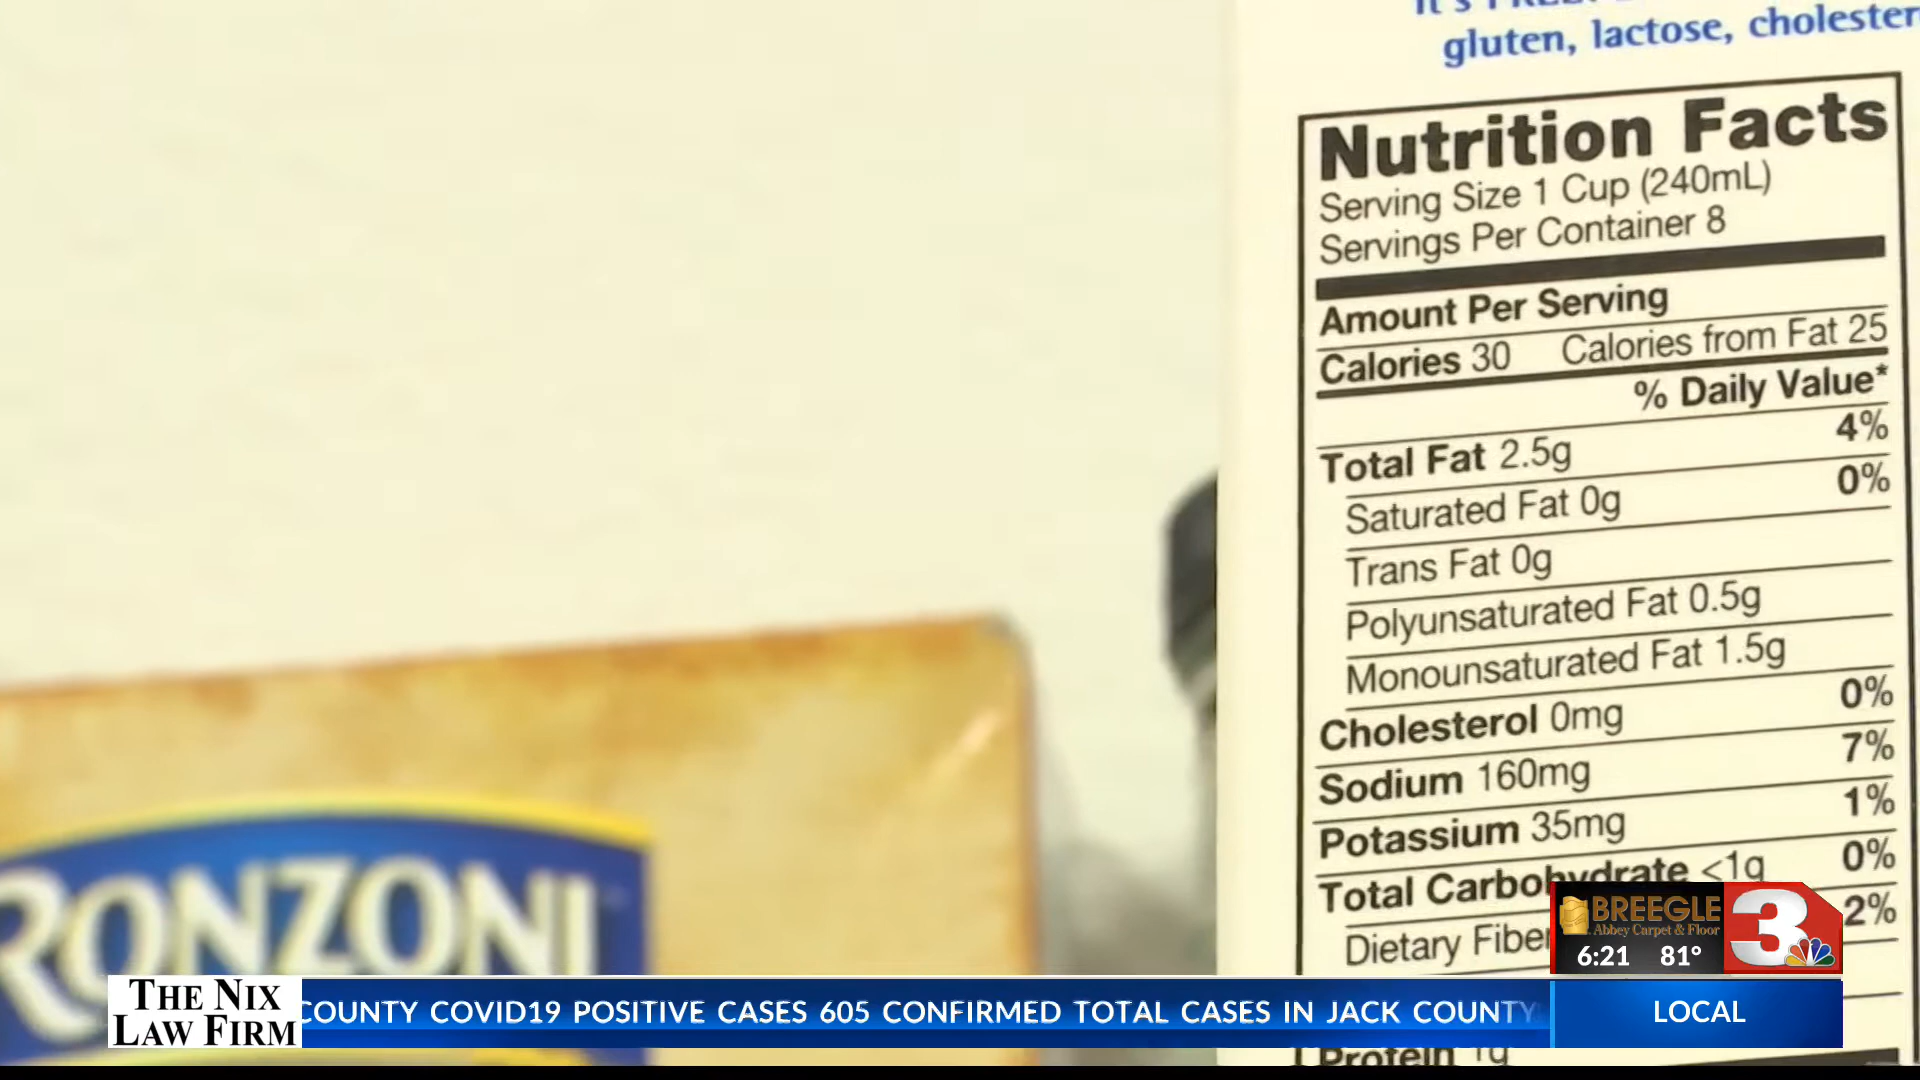 It's FREE
gluten, lactose, cholester
Nutrition Facts
Serving Size 1 Cup (240mL)
Servings Per Container 8
Amount Per Serving
Calories 30 Calories from Fat 25
% Daily Value*
Total Fat 2.5g 4%
Saturated Fat 0g 0%
Trans Fat 0g
Polyunsaturated Fat 0.5g
Monounsaturated Fat 1.5g
Cholesterol 0mg 0%
Sodium 160mg 7%
Potassium 35mg 1%
Total Carbohydrate <1g 0%
Dietary Fiber 2%
Protein 1g
RONZONI
BREEGLE
Abbey Carpet & Floor
6:21 81°
3
THE NIX
LAW FIRM
COUNTY COVID19 POSITIVE CASES 605 CONFIRMED TOTAL CASES IN JACK COUNTY
LOCAL